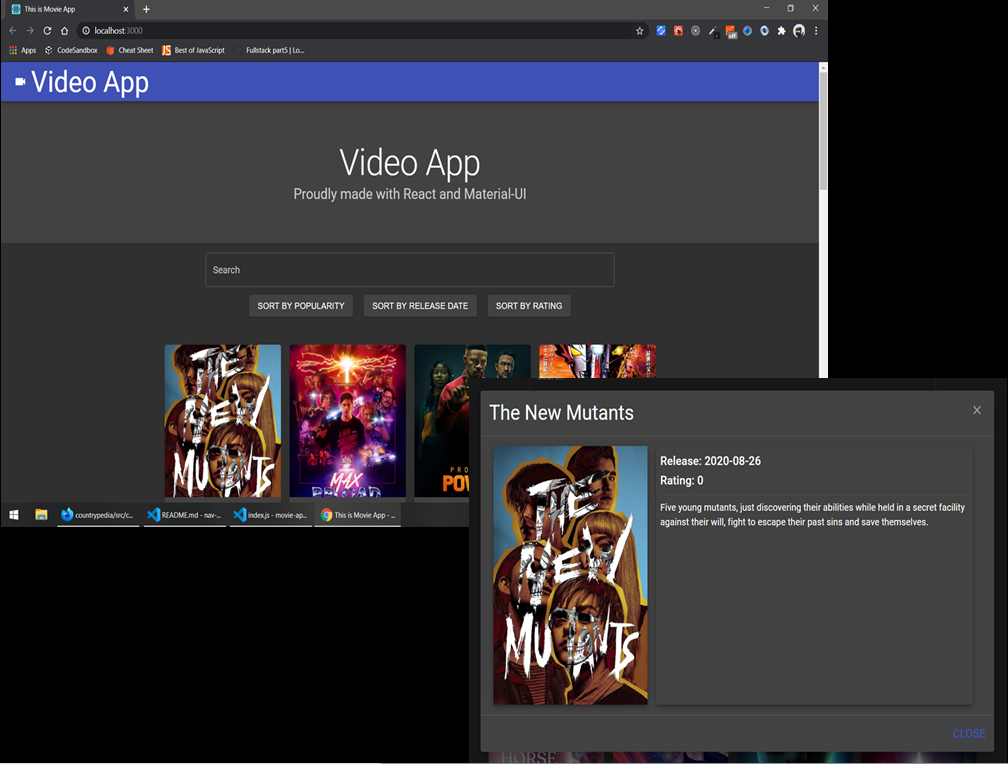 This is Movie App
localhost:3000
Apps
CodeSandbox
Cheat Sheet
JS
Best of JavaScript
Fullstack part5 | Lo...
Video App
Video App
Proudly made with React and Material-UI
Search
SORT BY POPULARITY
SORT BY RELEASE DATE
SORT BY RATING
THE
NEW
MUTANTS
MAX
RELOAD
PRO
POW
countrypedia/src/c...
README.md - nav-...
index.js - movie-ap...
This is Movie App - ...
The New Mutants
THE
NEW
MUTANTS
Release: 2020-08-26
Rating: 0
Five young mutants, just discovering their abilities while held in a secret facility
against their will, fight to escape their past sins and save themselves.
CLOSE
HORSE